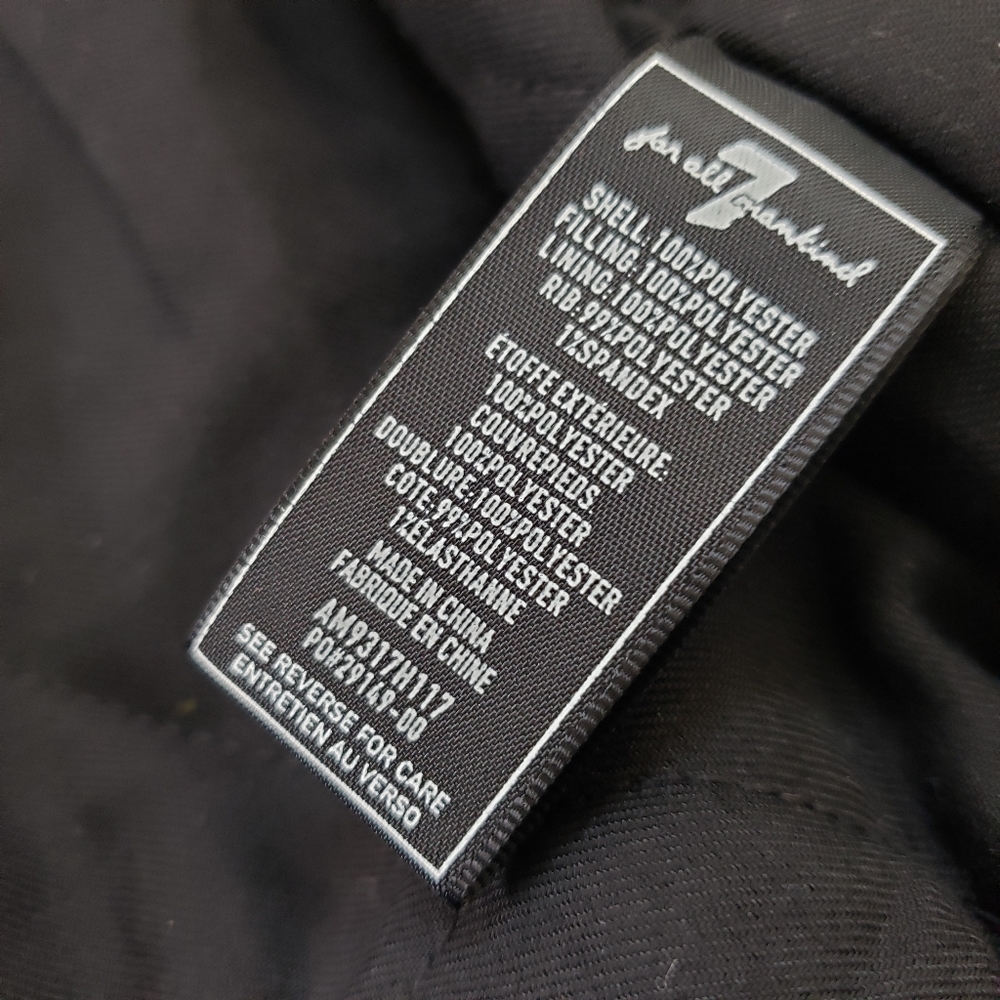 for all 7 mankind
SHELL:100%POLYESTER
FILLING:100%POLYESTER
LINING:100%POLYESTER
RIB:99%POLYESTER
1%SPANDEX
ETOFFE EXTÉRIEURE:
100%POLYESTER
COUVREPIEDS:
100%POLYESTER
DOUBLURE:100%POLYESTER
COTE:99%POLYESTER
1%ELASTHANNE
MADE IN CHINA
FABRIQUE EN CHINE
AM9317H117
PO#29149-00
SEE REVERSE FOR CARE
ENTRETIEN AU VERSO